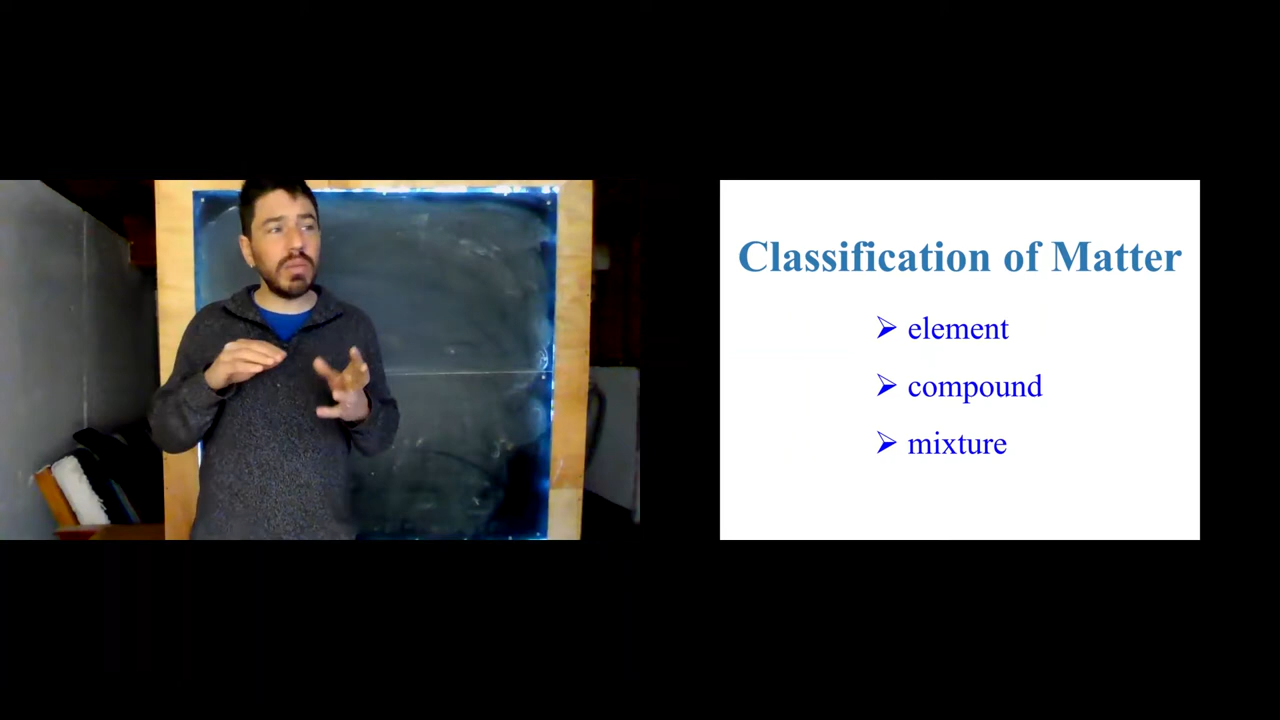 Classification of Matter
element
compound
mixture